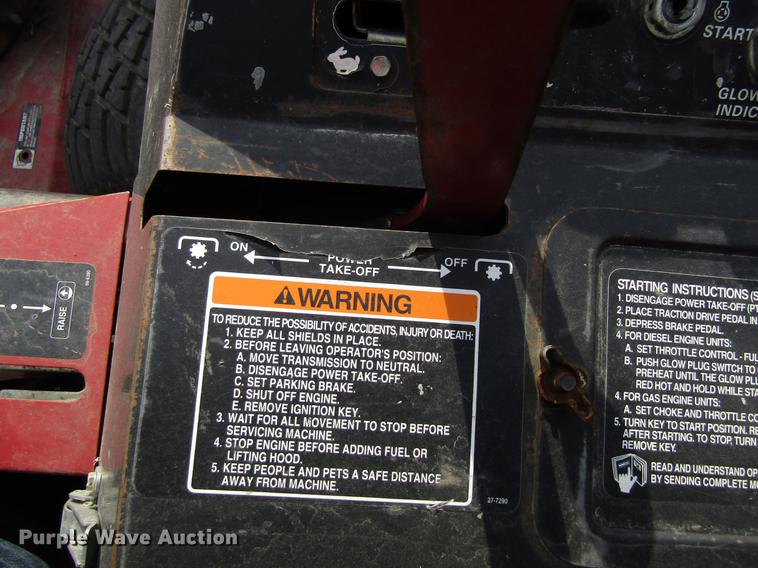 START
GLOW
INDIC
IMPORTANT
ON
POWER
TAKE-OFF
OFF
WARNING
TO REDUCE THE POSSIBILITY OF ACCIDENTS, INJURY OR DEATH:
1. KEEP ALL SHIELDS IN PLACE.
2. BEFORE LEAVING OPERATOR'S POSITION:
A. MOVE TRANSMISSION TO NEUTRAL.
B. DISENGAGE POWER TAKE-OFF.
C. SET PARKING BRAKE.
D. SHUT OFF ENGINE.
E. REMOVE IGNITION KEY.
3. WAIT FOR ALL MOVEMENT TO STOP BEFORE
SERVICING MACHINE.
4. STOP ENGINE BEFORE ADDING FUEL OR
LIFTING HOOD.
5. KEEP PEOPLE AND PETS A SAFE DISTANCE
AWAY FROM MACHINE.
27-7290
RAISE
STARTING INSTRUCTIONS (S
1. DISENGAGE POWER TAKE-OFF (PT
2. PLACE TRACTION DRIVE PEDAL IN
3. DEPRESS BRAKE PEDAL.
4. FOR DIESEL ENGINE UNITS:
A. SET THROTTLE CONTROL - FUL
B. PUSH GLOW PLUG SWITCH TO
PREHEAT UNTIL THE GLOW PLU
RED HOT AND HOLD WHILE STA
4. FOR GAS ENGINE UNITS:
A. SET CHOKE AND THROTTLE CO
5. TURN KEY TO START POSITION. RE
AFTER STARTING. TO STOP, TURN
REMOVE KEY.
READ AND UNDERSTAND OP
BY SENDING COMPLETE MO
Purple Wave Auction